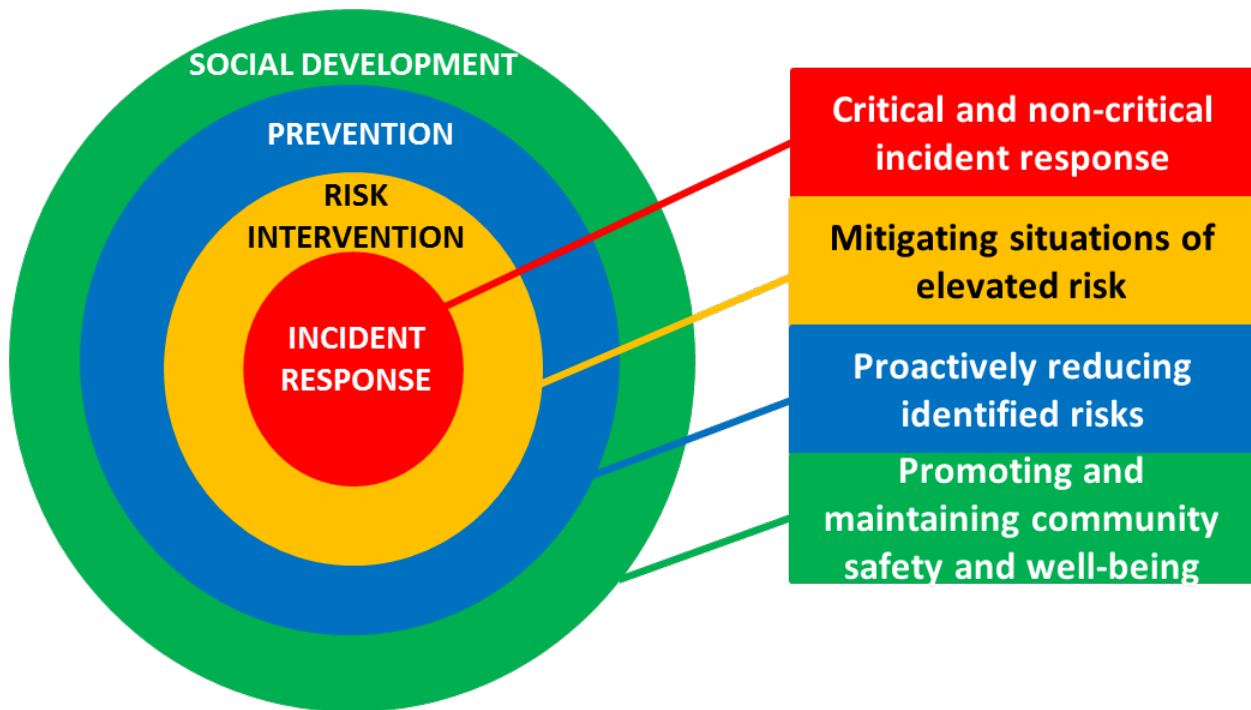 SOCIAL DEVELOPMENT
PREVENTION
RISK
INTERVENTION
INCIDENT
RESPONSE
Critical and non-critical
incident response
Mitigating situations of
elevated risk
Proactively reducing
identified risks
Promoting and
maintaining community
safety and well-being